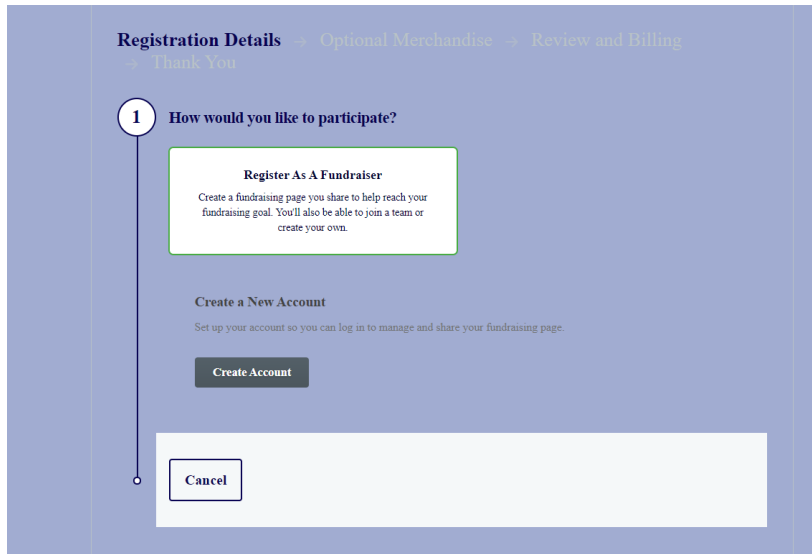 Registration Details → Optional Merchandise → Review and Billing
→ Thank You
1 How would you like to participate?
Register As A Fundraiser
Create a fundraising page you share to help reach your
fundraising goal. You'll also be able to join a team or
create your own.
Create a New Account
Set up your account so you can log in to manage and share your fundraising page.
Create Account
Cancel